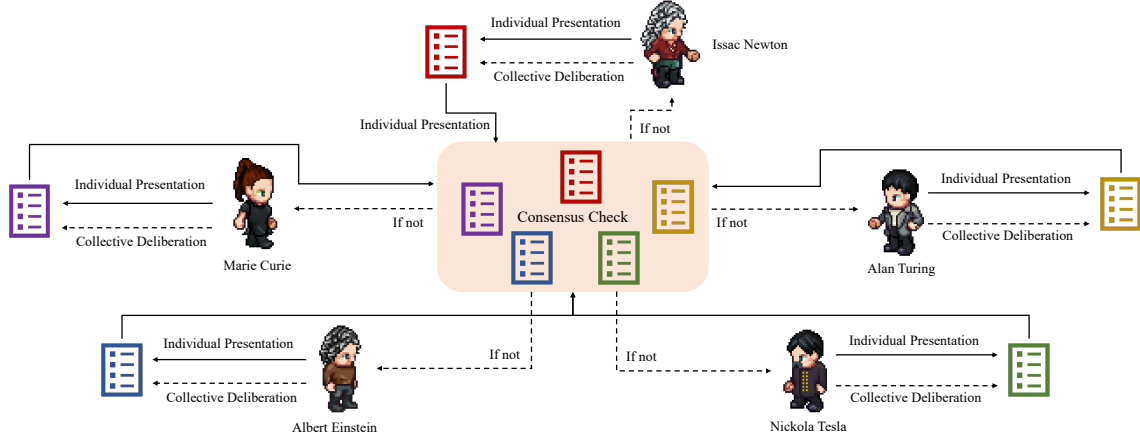 Individual Presentation
Issac Newton
Collective Deliberation
Individual Presentation
If not
Individual Presentation
Individual Presentation
Consensus Check
If not
If not
Collective Deliberation
Collective Deliberation
Marie Curie
Alan Turing
Individual Presentation
If not
If not
Individual Presentation
Collective Deliberation
Collective Deliberation
Albert Einstein
Nickola Tesla